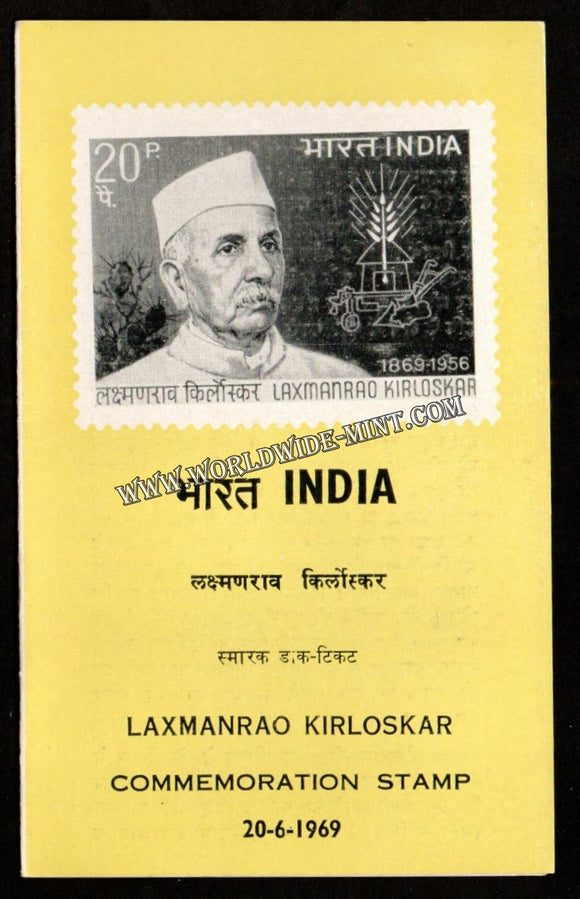 20 P.
पै.
भारत INDIA
1869-1956
लक्ष्मणराव किर्लोस्कर LAXMANRAO KIRLOSKAR
WWW.WORLDWIDE-MINT.COM
भारत INDIA
लक्ष्मणराव किर्लोस्कर
स्मारक डाक-टिकट
LAXMANRAO KIRLOSKAR
COMMEMORATION STAMP
20-6-1969